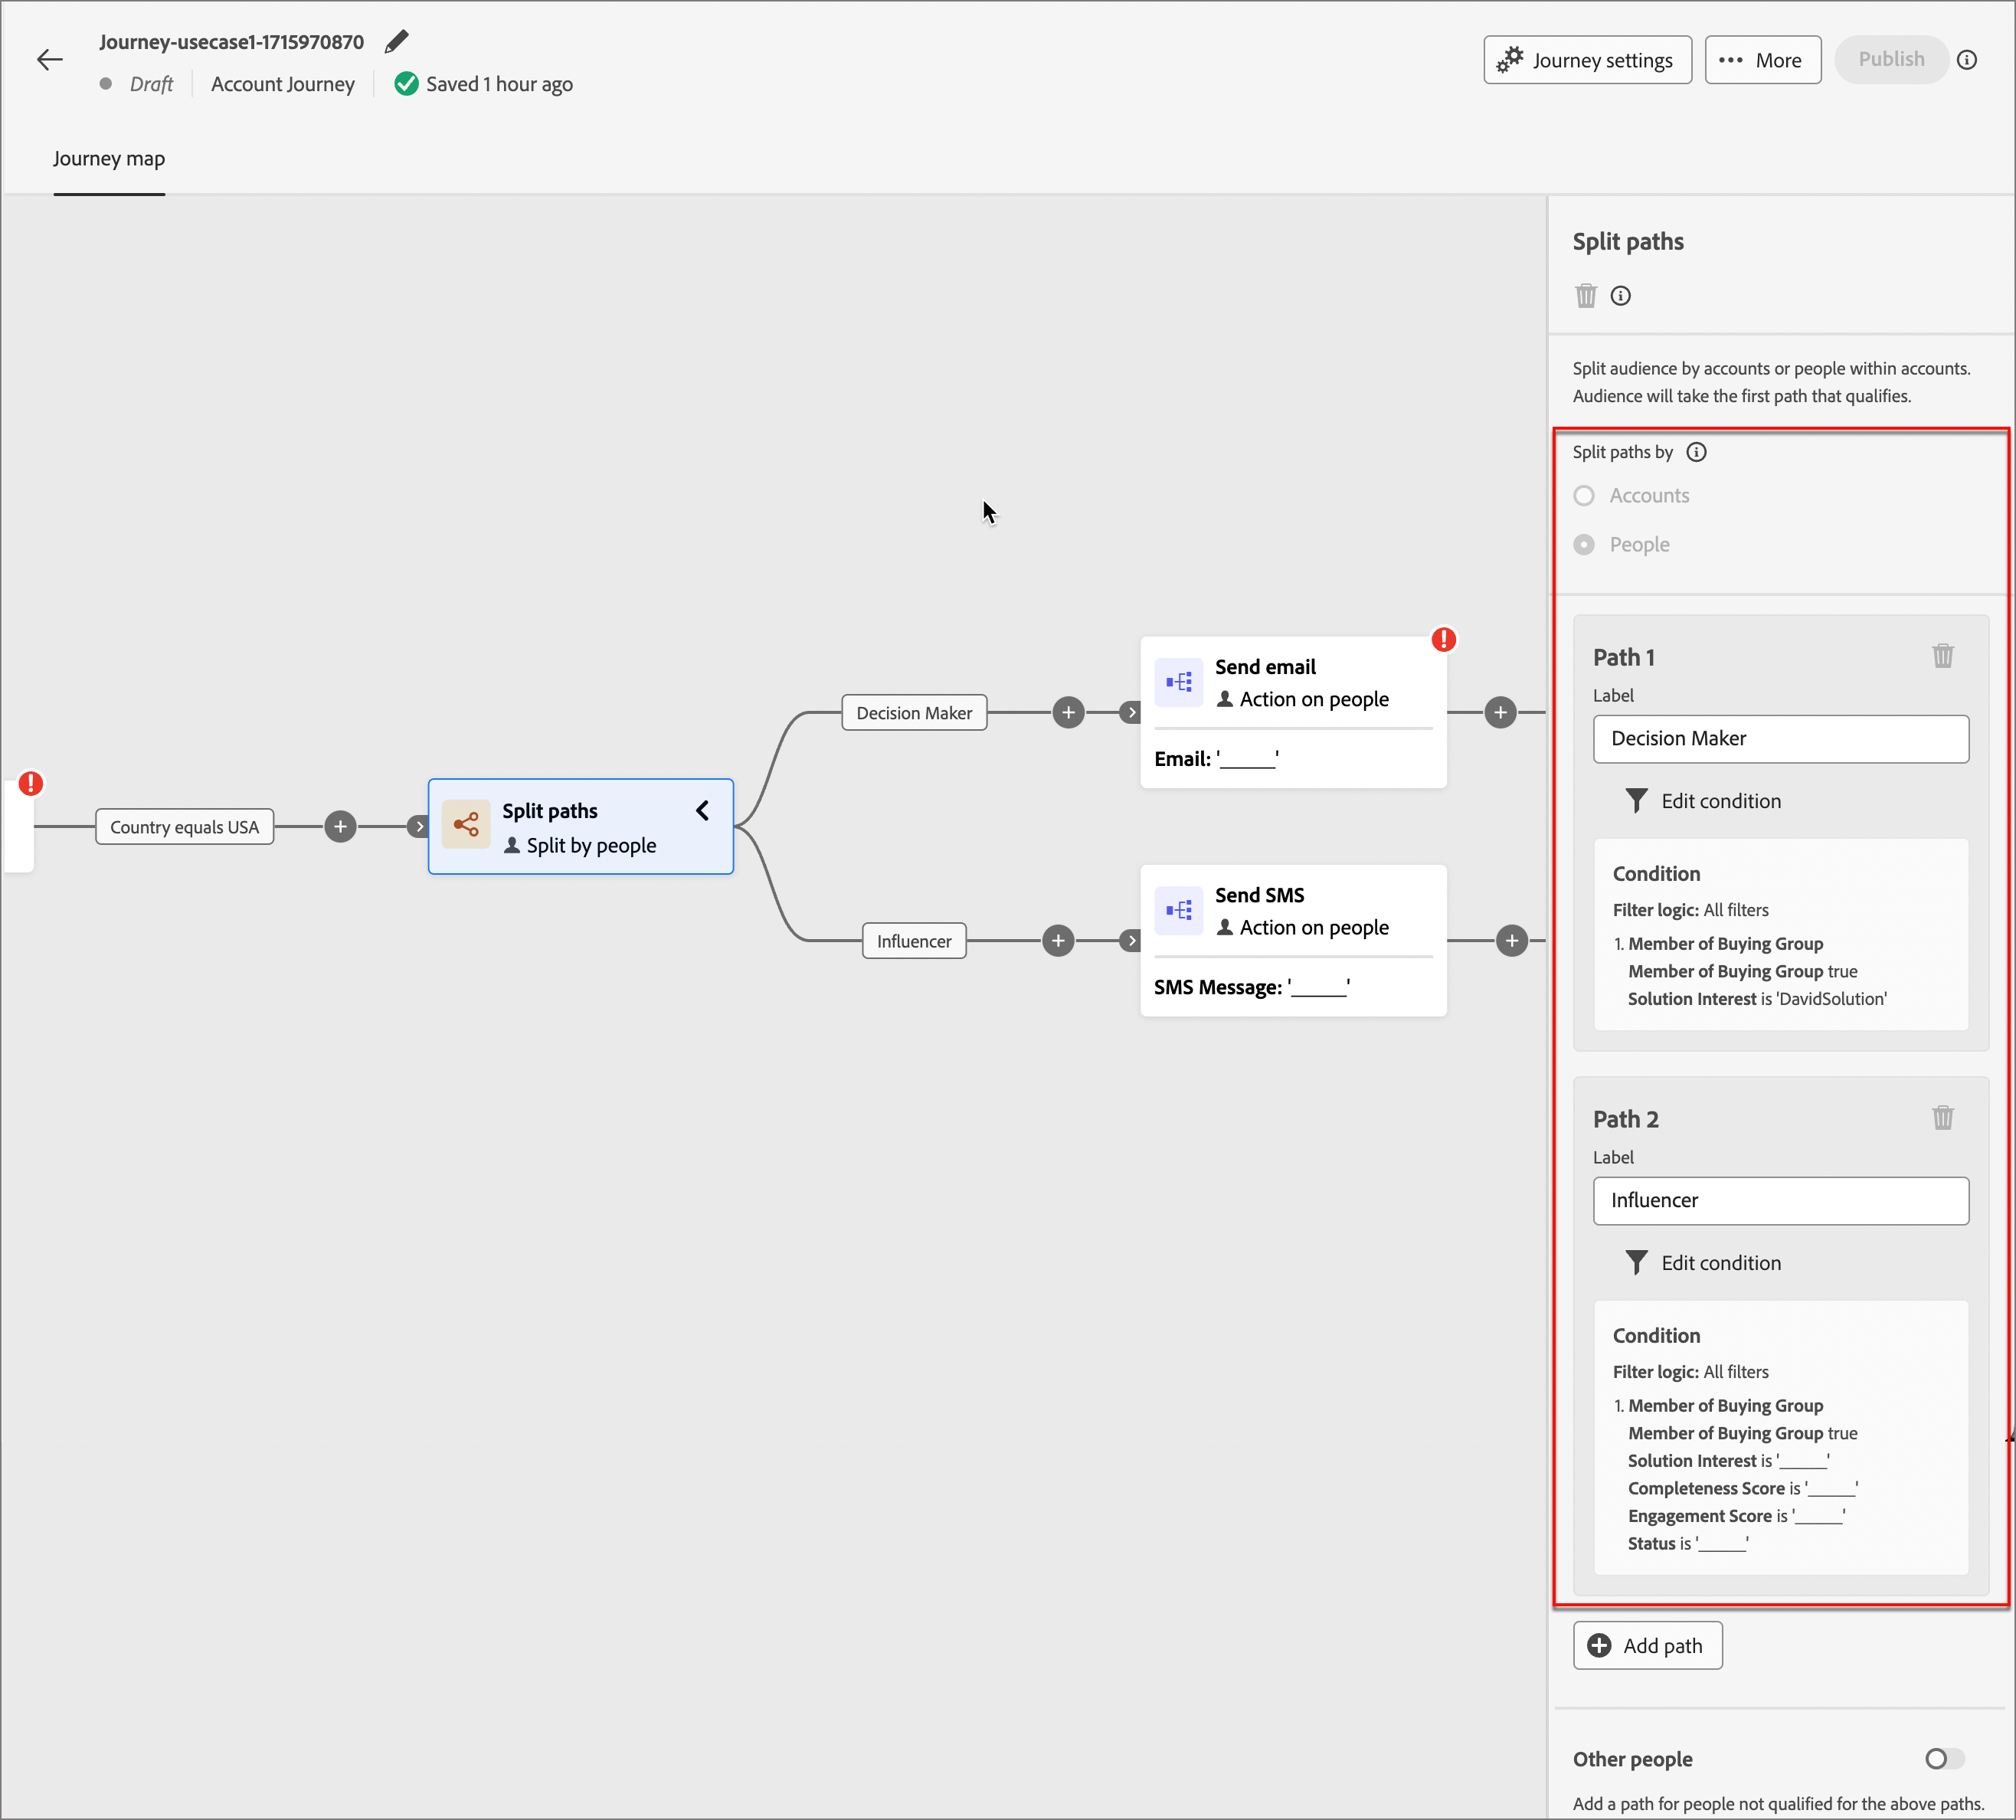 Journey-usecase1-1715970870
Draft
Account Journey
Saved 1 hour ago
Journey settings
More
Publish
Journey map
Country equals USA
Split paths
Split by people
Decision Maker
Send email
Action on people
Email: '______'
Influencer
Send SMS
Action on people
SMS Message: '______'
Split paths
Split audience by accounts or people within accounts.
Audience will take the first path that qualifies.
Split paths by
Accounts
People
Path 1
Label
Decision Maker
Edit condition
Condition
Filter logic: All filters
1. Member of Buying Group
Member of Buying Group true
Solution Interest is 'DavidSolution'
Path 2
Label
Influencer
Edit condition
Condition
Filter logic: All filters
1. Member of Buying Group
Member of Buying Group true
Solution Interest is '______'
Completeness Score is '______'
Engagement Score is '______'
Status is '______'
Add path
Other people
Add a path for people not qualified for the above paths.